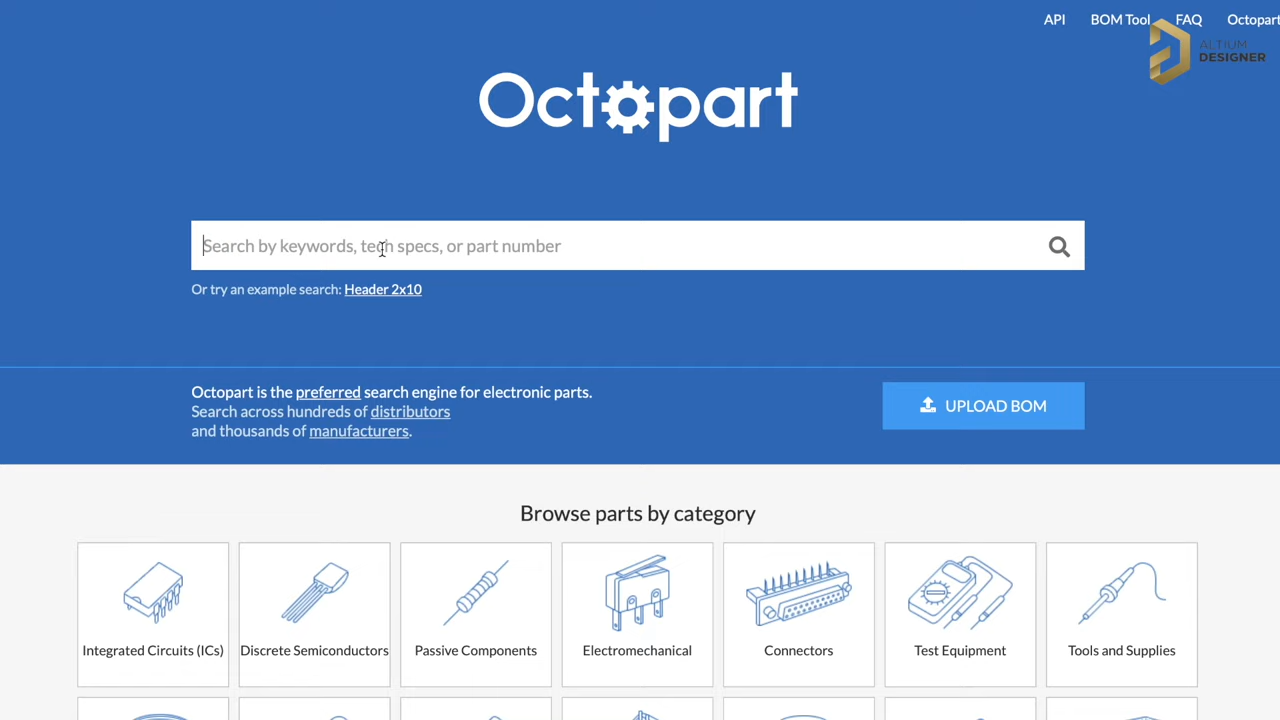 API BOM Tool FAQ Octopart
ALTIUM
DESIGNER
Octopart
Search by keywords, tech specs, or part number
Or try an example search: Header 2x10
Octopart is the preferred search engine for electronic parts.
Search across hundreds of distributors
and thousands of manufacturers.
UPLOAD BOM
Browse parts by category
Integrated Circuits (ICs)
Discrete Semiconductors
Passive Components
Electromechanical
Connectors
Test Equipment
Tools and Supplies